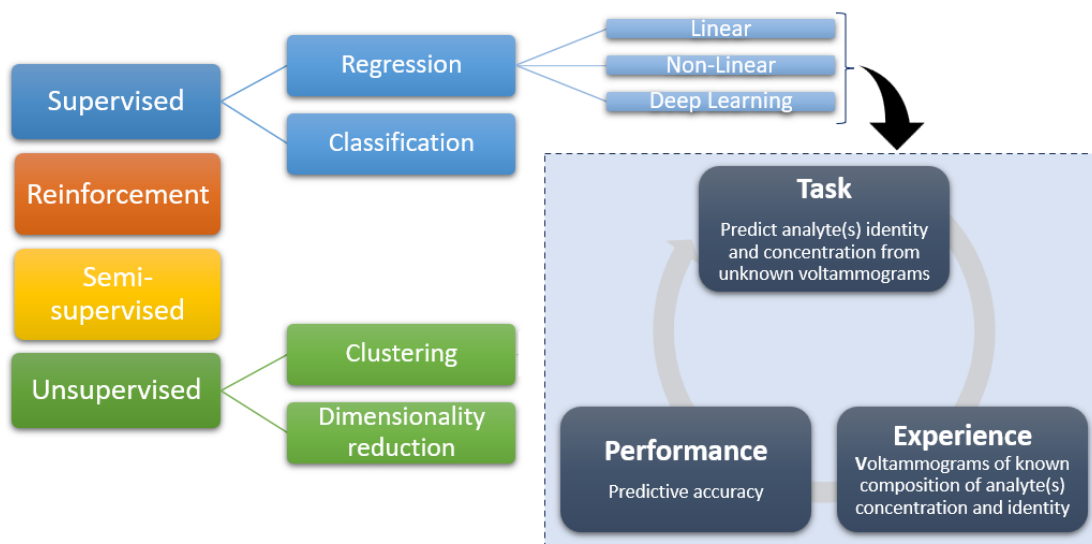 Supervised
Reinforcement
Semi-
supervised
Unsupervised
Regression
Classification
Clustering
Dimensionality
reduction
Linear
Non-Linear
Deep Learning
Task
Predict analyte(s) identity
and concentration from
unknown voltammograms
Performance
Predictive accuracy
Experience
Voltammograms of known
composition of analyte(s)
concentration and identity